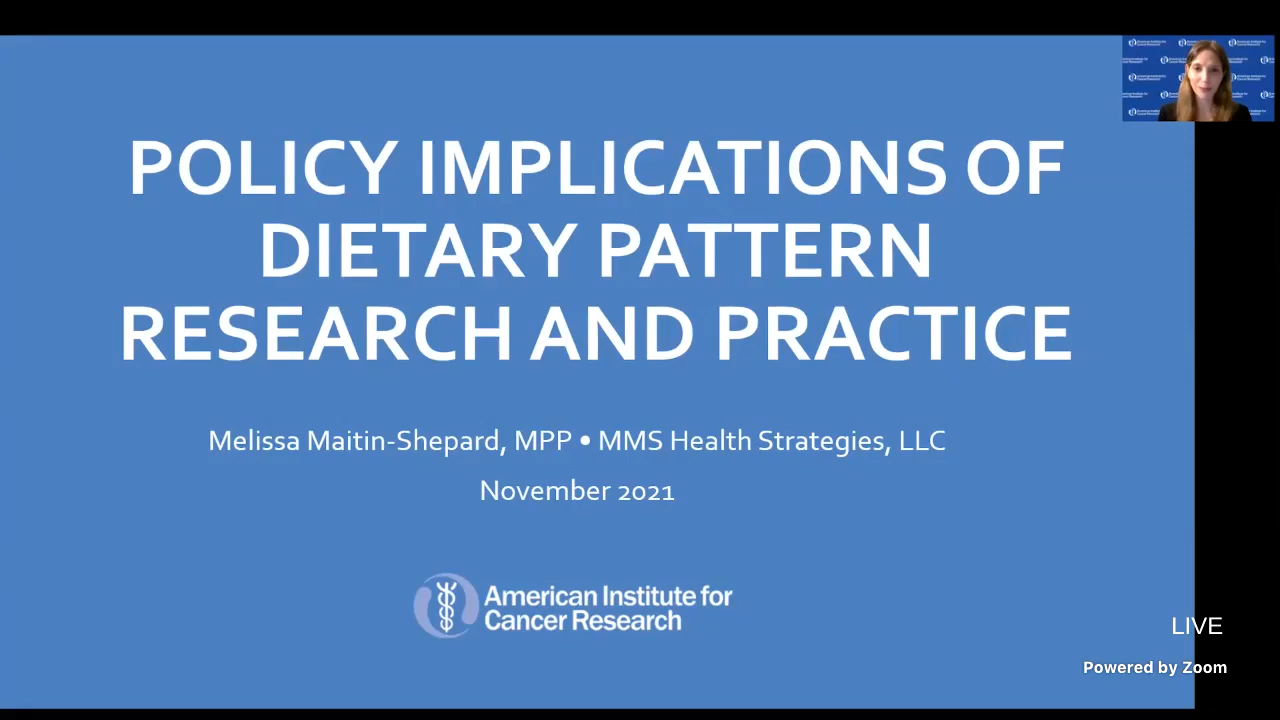 POLICY IMPLICATIONS OF
DIETARY PATTERN
RESEARCH AND PRACTICE
Melissa Maitin-Shepard, MPP • MMS Health Strategies, LLC
November 2021
American Institute for
Cancer Research
LIVE
Powered by Zoom